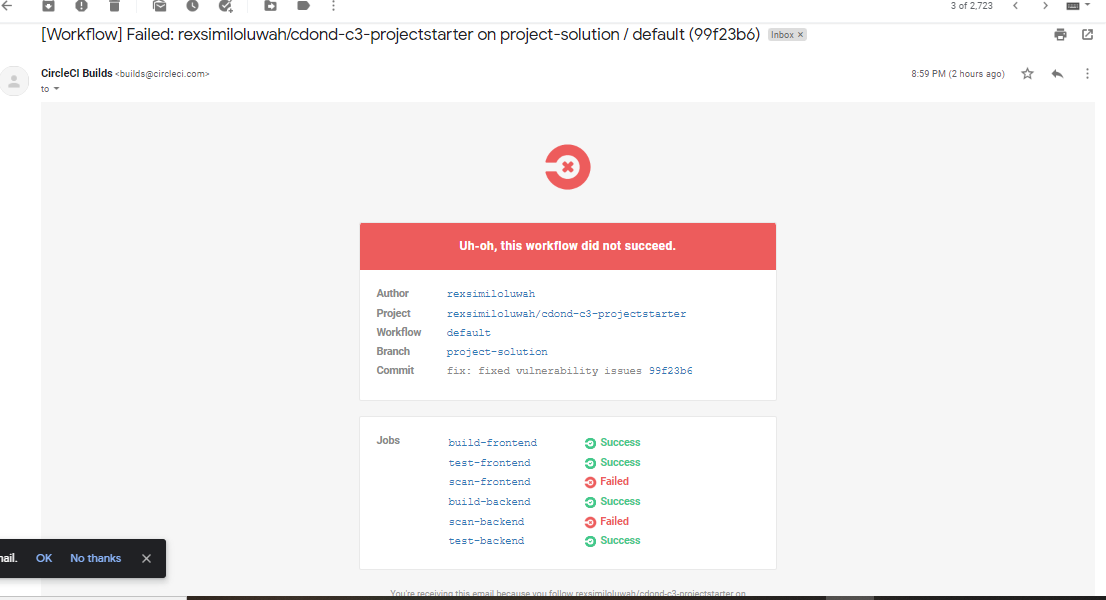 3 of 2,723
[Workflow] Failed: rexsimiloluwah/cdond-c3-projectstarter on project-solution / default (99f23b6) Inbox ×
CircleCI Builds <builds@circleci.com> 8:59 PM (2 hours ago)
to
Uh-oh, this workflow did not succeed.
Author rexsimiloluwah
Project rexsimiloluwah/cdond-c3-projectstarter
Workflow default
Branch project-solution
Commit fix: fixed vulnerability issues 99f23b6
Jobs build-frontend Success
test-frontend Success
scan-frontend Failed
build-backend Success
scan-backend Failed
test-backend Success
nail. OK No thanks ×
You're receiving this email because you follow rexsimiloluwah/cdond-c3-projectstarter on